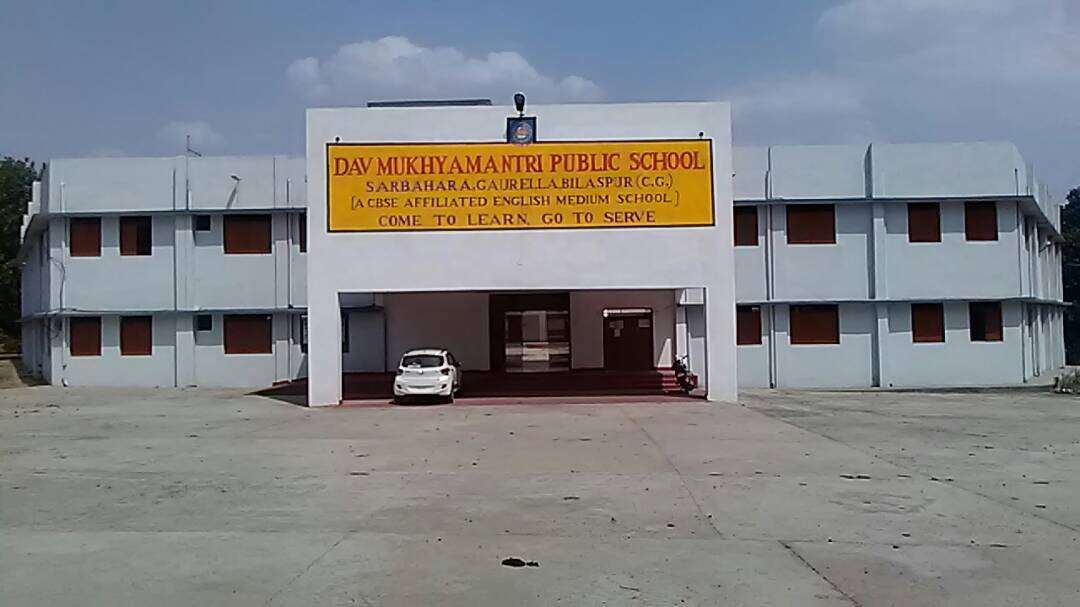 DAV MUKHYAMANTRI PUBLIC SCHOOL
SARBAHARA, GAURELLA, BILASPUR (C.G.)
[A CBSE AFFILIATED ENGLISH MEDIUM SCHOOL]
COME TO LEARN, GO TO SERVE